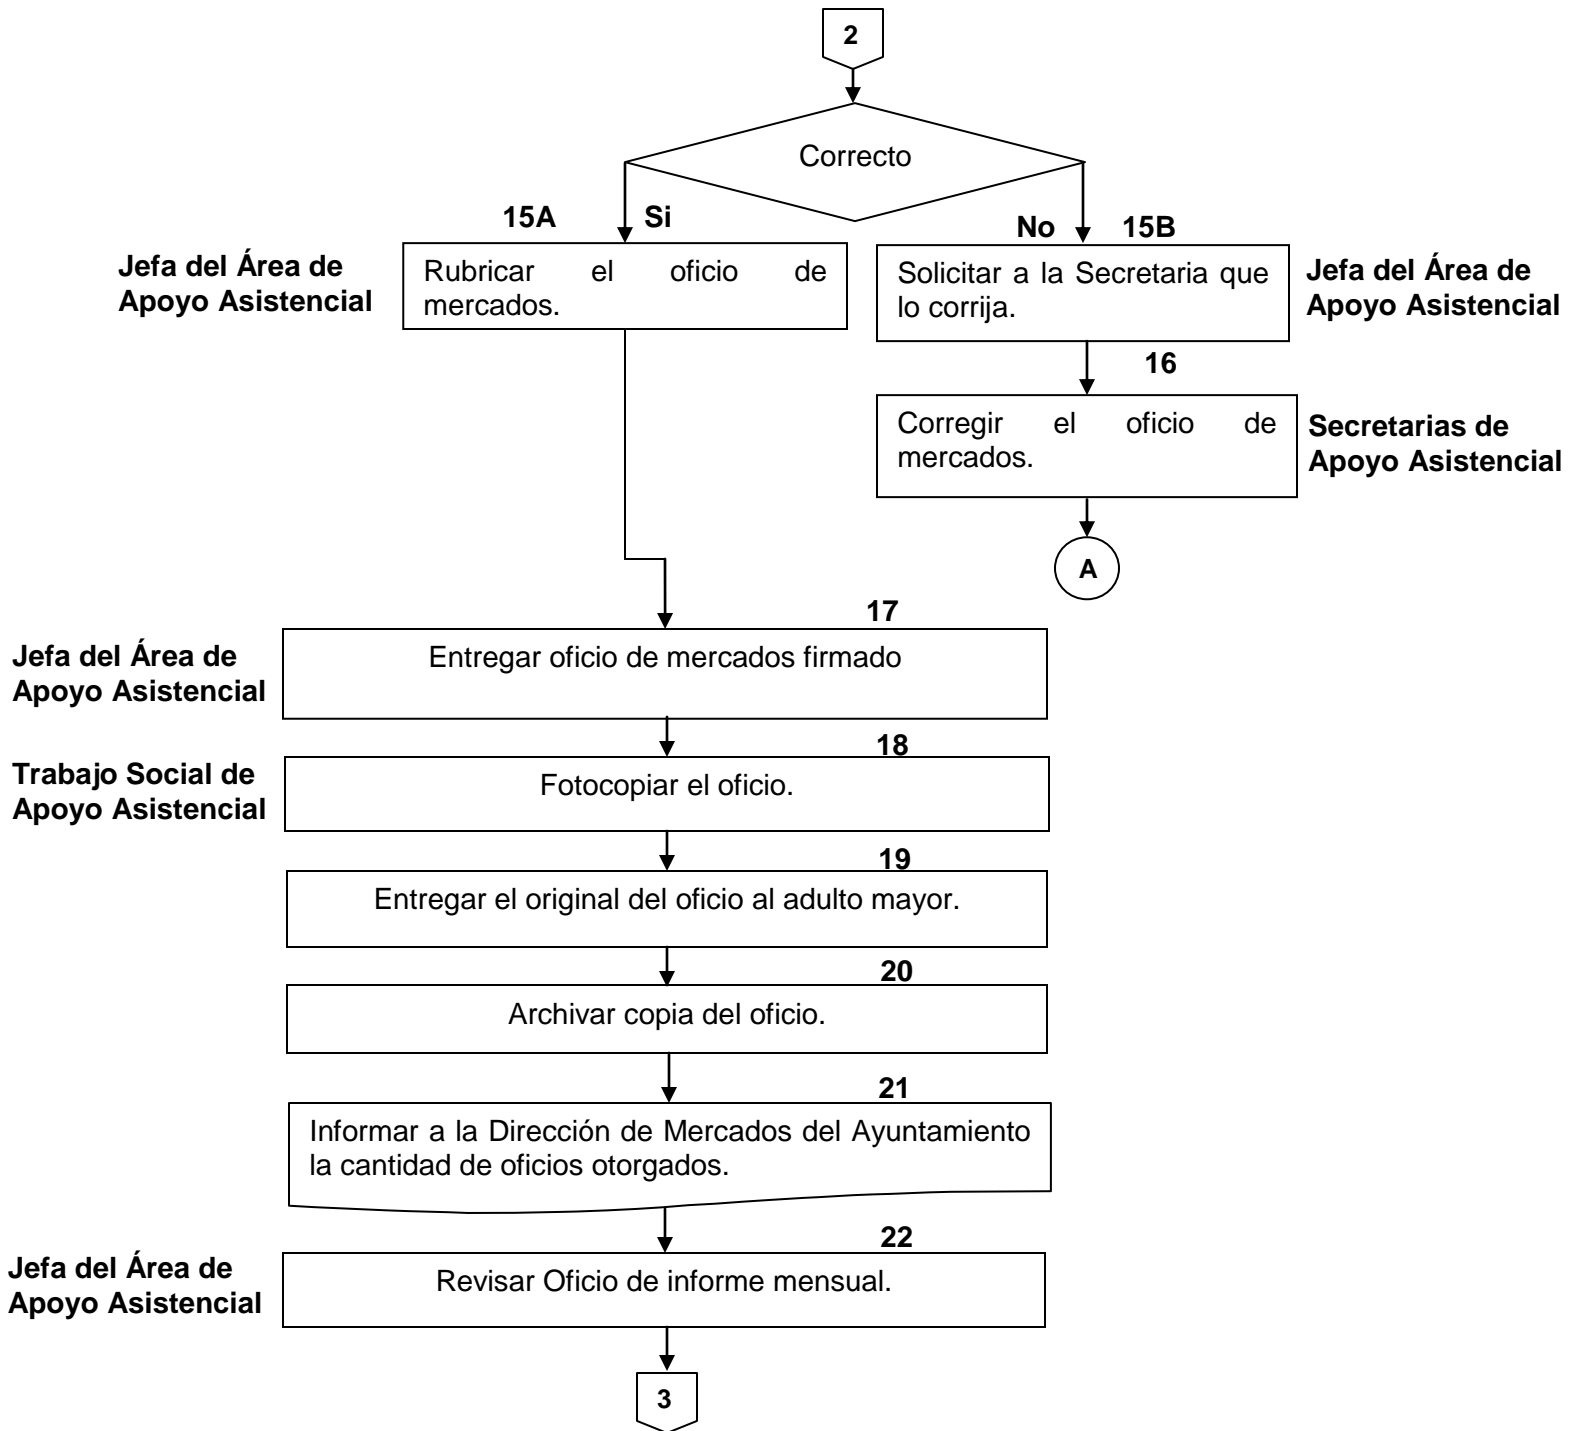 2
Correcto
15A
Si
No
15B
Jefa del Área de
Apoyo Asistencial
Rubricar el oficio de
mercados.
Solicitar a la Secretaria que
lo corrija.
Jefa del Área de
Apoyo Asistencial
16
Corregir el oficio de
mercados.
Secretarias de
Apoyo Asistencial
A
17
Jefa del Área de
Apoyo Asistencial
Entregar oficio de mercados firmado
18
Trabajo Social de
Apoyo Asistencial
Fotocopiar el oficio.
19
Entregar el original del oficio al adulto mayor.
20
Archivar copia del oficio.
21
Informar a la Dirección de Mercados del Ayuntamiento
la cantidad de oficios otorgados.
22
Jefa del Área de
Apoyo Asistencial
Revisar Oficio de informe mensual.
3